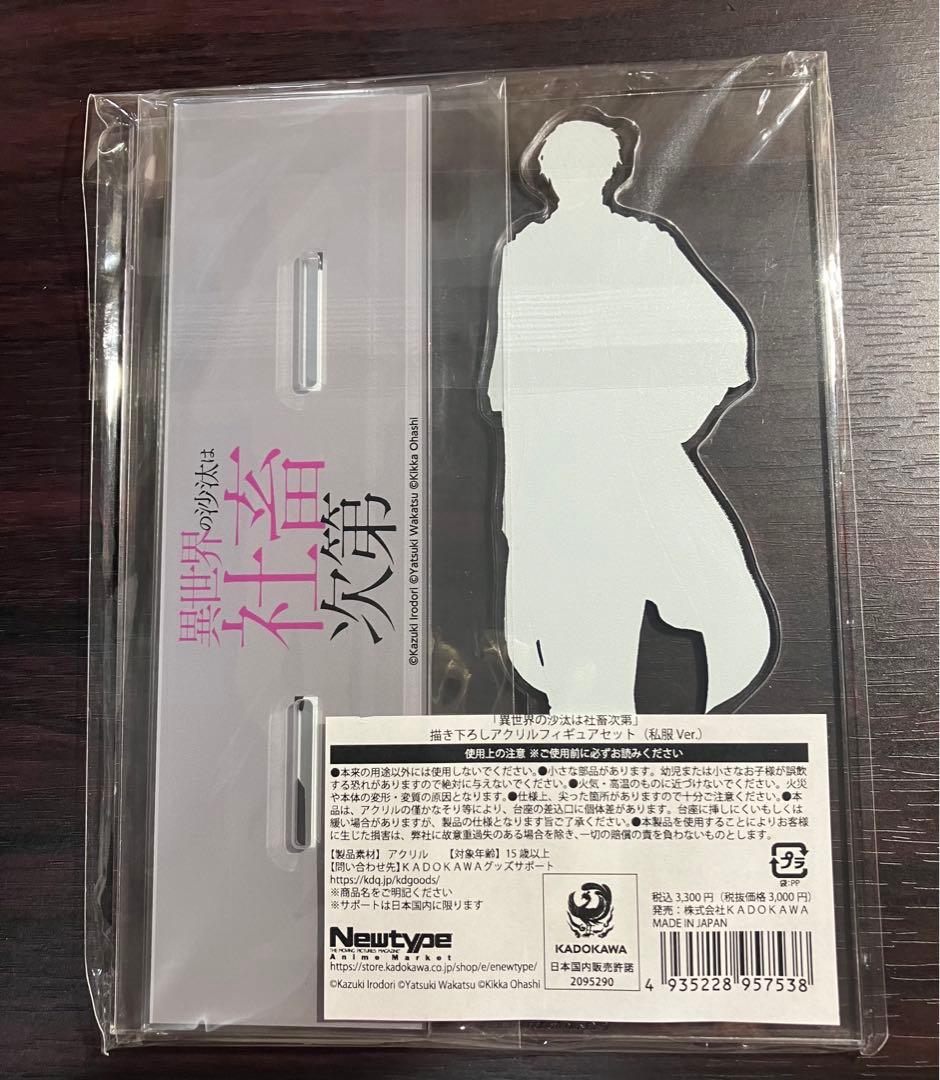 異世界の沙汰は
社畜
次第
©Kazuki Irodori ©Yatsuki Wakatsu ©Kikka Ohashi
「異世界の沙汰は社畜次第」
描き下ろしアクリルフィギュアセット（私服 Ver.）
使用上の注意 ※ご使用前に必ずお読みください
●本来の用途以外には使用しないでください。●小さな部品があります。幼児または小さなお子様が誤飲
する恐れがありますので絶対に与えないでください。●火気・高温のものに近づけないでください。火災
や本体の変形・変質の原因となります。●仕様上、尖った箇所がありますので十分ご注意ください。●本製
品は、アクリルの僅かなそり等により、台座の差込口に個体差があります。台座に挿しにくいもしくは
緩い場合がありますが、製品の仕様となります旨ご了承ください。●本製品を使用することによりお客様
に生じた損害は、弊社に故意重過失のある場合を除き、一切の賠償の責を負わないものとします。
【製品素材】 アクリル 【対象年齢】 15 歳以上
【問い合わせ先】KADOKAWAグッズサポート
https://kdq.jp/kdgoods/
※商品名をご明記ください
※サポートは日本国内に限ります
プラ
袋:PP
税込 3,300 円（税抜価格 3,000 円）
発売：株式会社KADOKAWA
MADE IN JAPAN
Newtype
THE MOVING PICTURES MAGAZINE
Anime Market
https://store.kadokawa.co.jp/shop/e/enewtype/
©Kazuki Irodori ©Yatsuki Wakatsu ©Kikka Ohashi
KADOKAWA
日本国内販売許諾
2095290
4 935228 957538